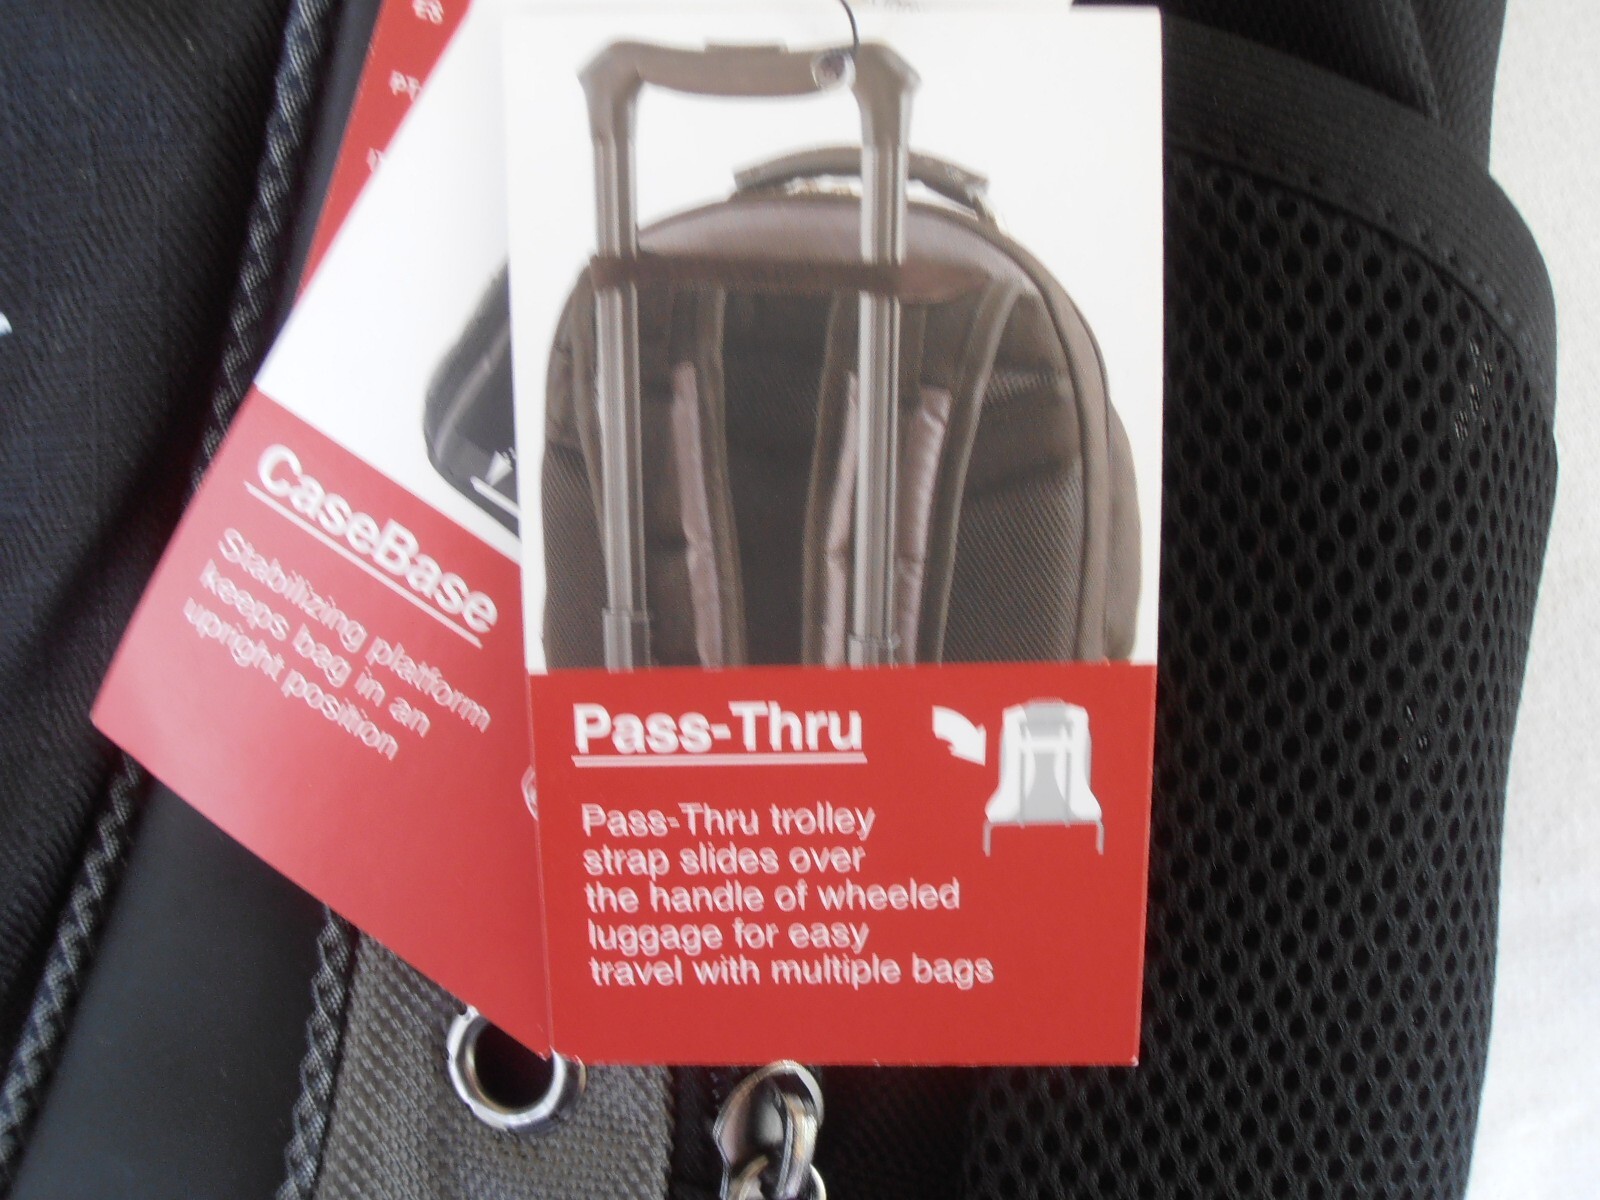 CaseBase
Stabilizing platform
keeps bag in an
upright position
Pass-Thru
Pass-Thru trolley
strap slides over
the handle of wheeled
luggage for easy
travel with multiple bags